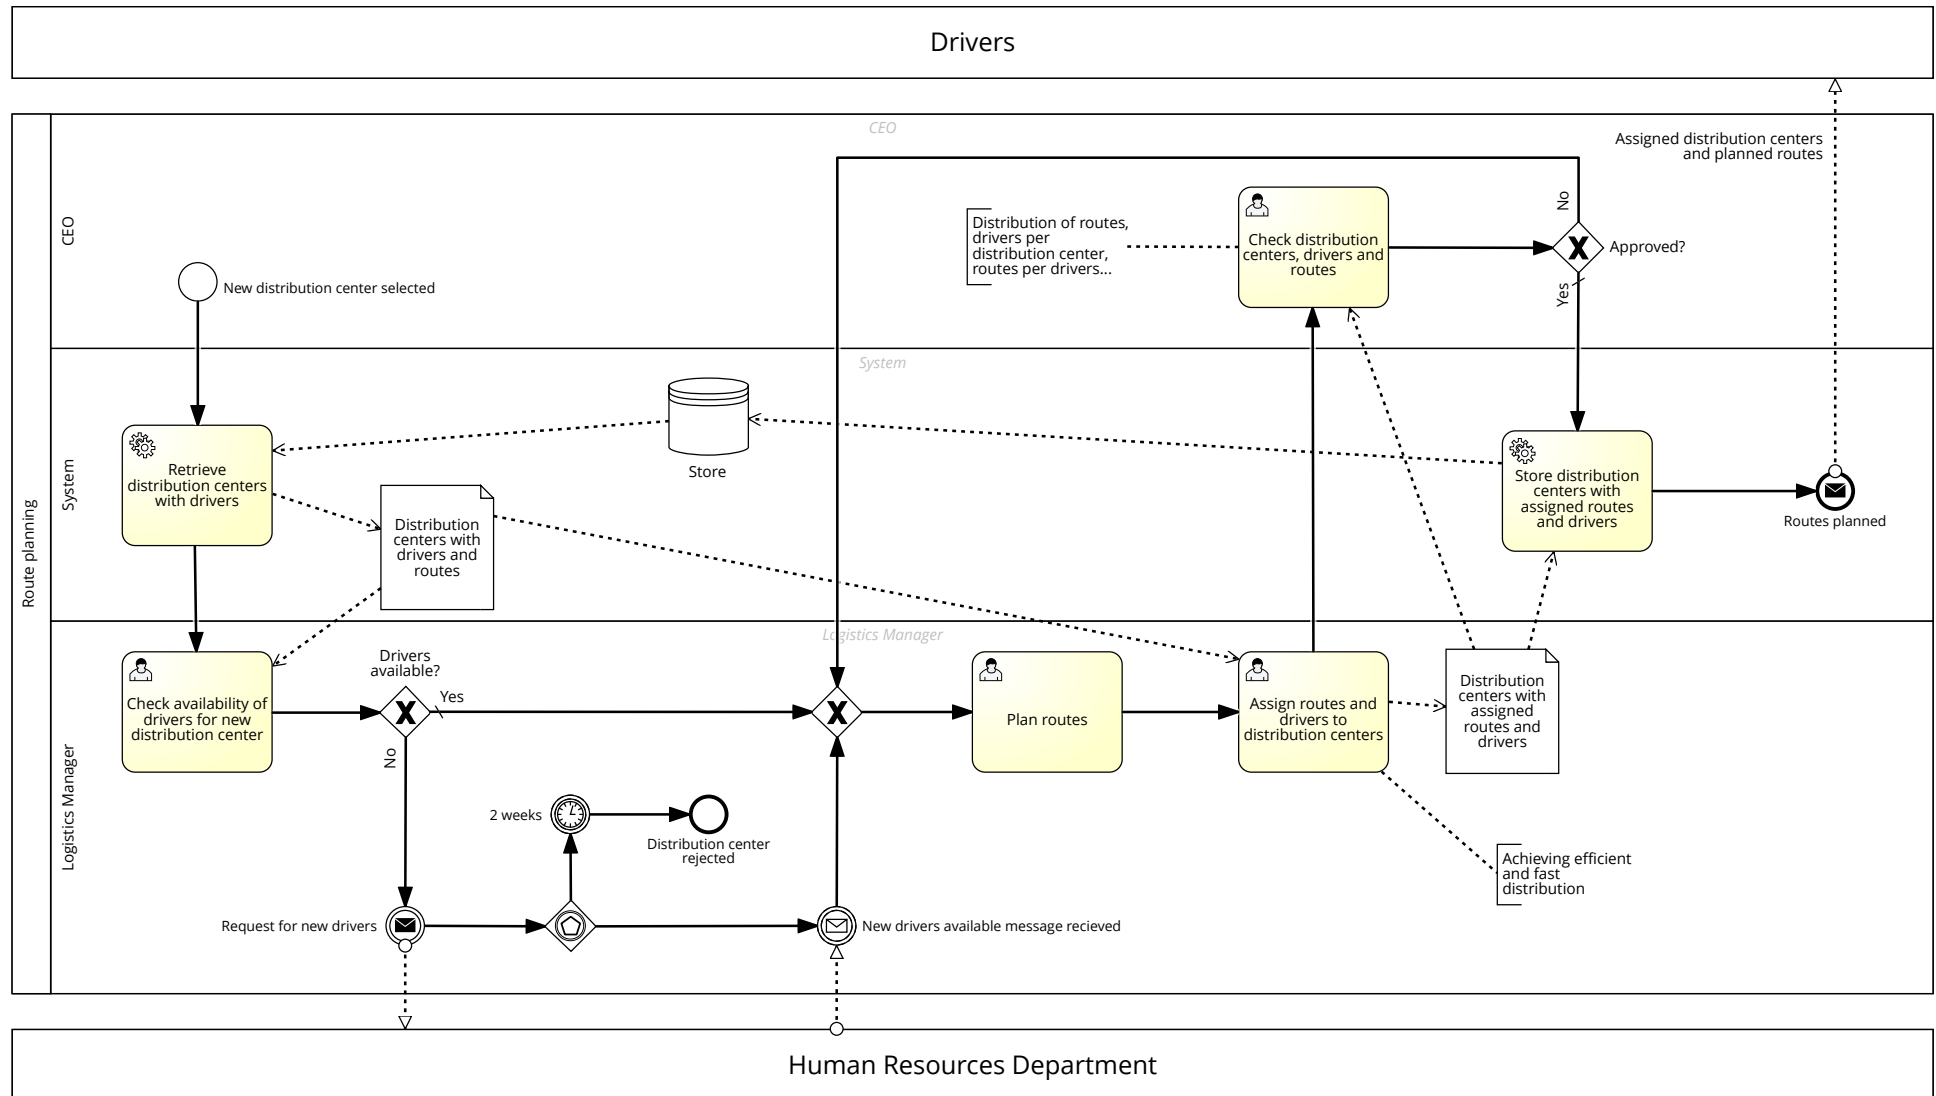 Drivers
Route planning
CEO
CEO
Assigned distribution centers
and planned routes
Distribution of routes,
drivers per
distribution center,
routes per drivers...
Check distribution
centers, drivers and
routes
No
Approved?
Yes
New distribution center selected
System
System
Retrieve
distribution centers
with drivers
Store
Distribution
centers with
drivers and
routes
Store distribution
centers with
assigned routes
and drivers
Routes planned
Logistics Manager
Logistics Manager
Check availability of
drivers for new
distribution center
Drivers
available?
Yes
No
Plan routes
Assign routes and
drivers to
distribution centers
Distribution
centers with
assigned
routes and
drivers
2 weeks
Distribution center
rejected
Achieving efficient
and fast
distribution
Request for new drivers
New drivers available message recieved
Human Resources Department